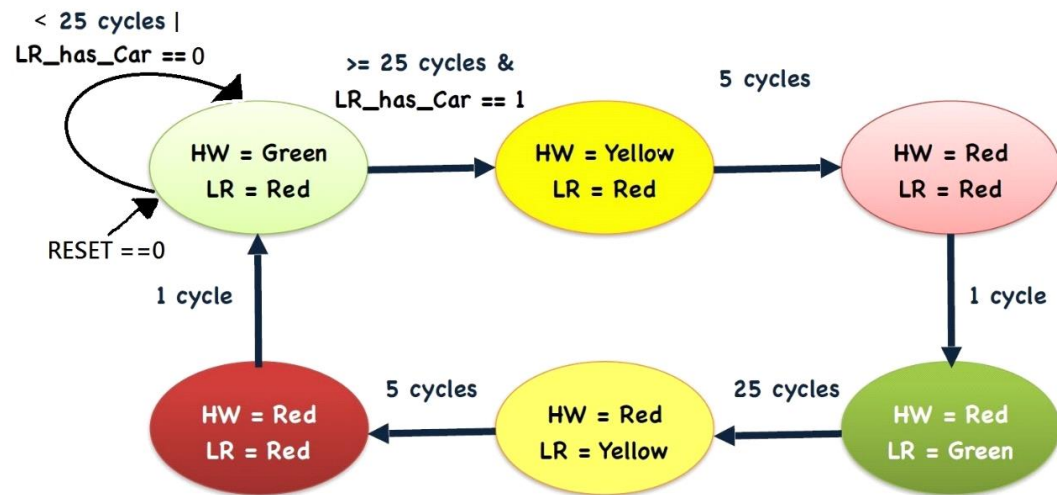 < 25 cycles |
LR_has_Car == 0
>= 25 cycles &
LR_has_Car == 1
5 cycles
HW = Green
LR = Red
HW = Yellow
LR = Red
HW = Red
LR = Red
RESET ==0
1 cycle
1 cycle
5 cycles
25 cycles
HW = Red
LR = Red
HW = Red
LR = Yellow
HW = Red
LR = Green